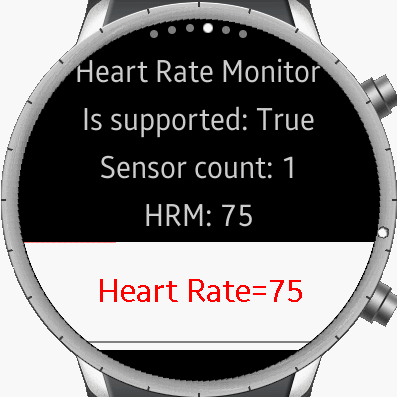 Heart Rate Monitor
Is supported: True
Sensor count: 1
HRM: 75
Heart Rate=75